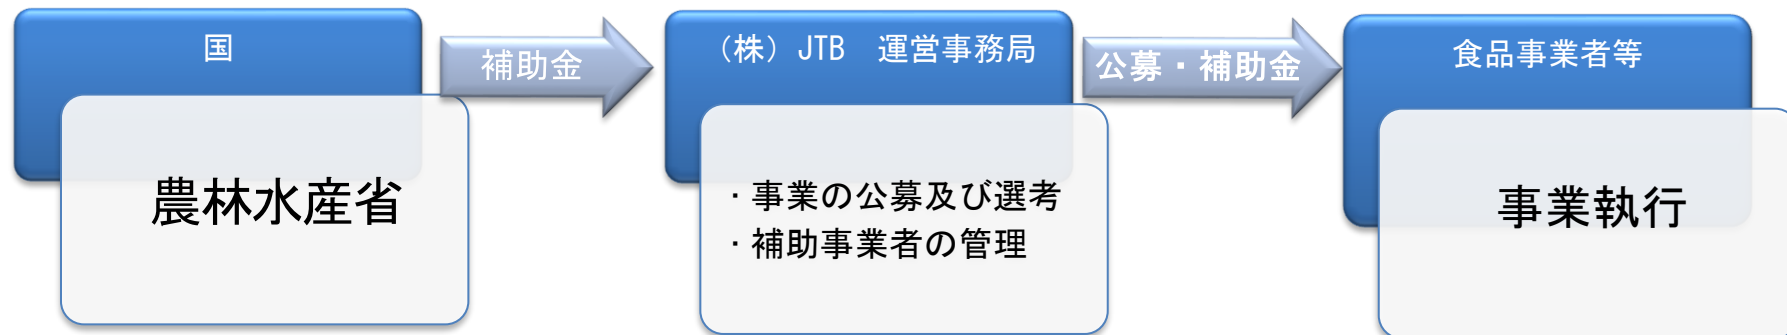 国
農林水産省
補助金
（株）JTB　運営事務局
・事業の公募及び選考
・補助事業者の管理
公募・補助金
食品事業者等
事業執行